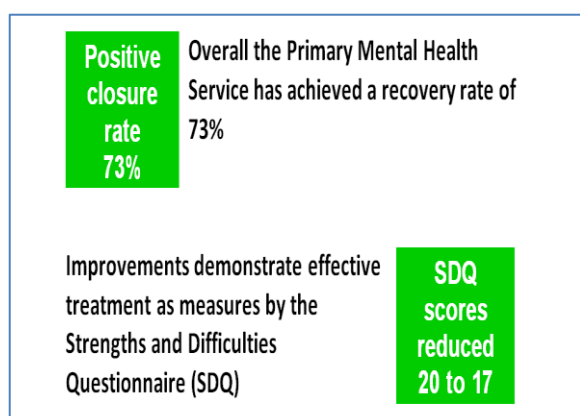 Positive
closure
rate
73%
Overall the Primary Mental Health
Service has achieved a recovery rate of
73%
Improvements demonstrate effective
treatment as measures by the
Strengths and Difficulties
Questionnaire (SDQ)
SDQ
scores
reduced
20 to 17